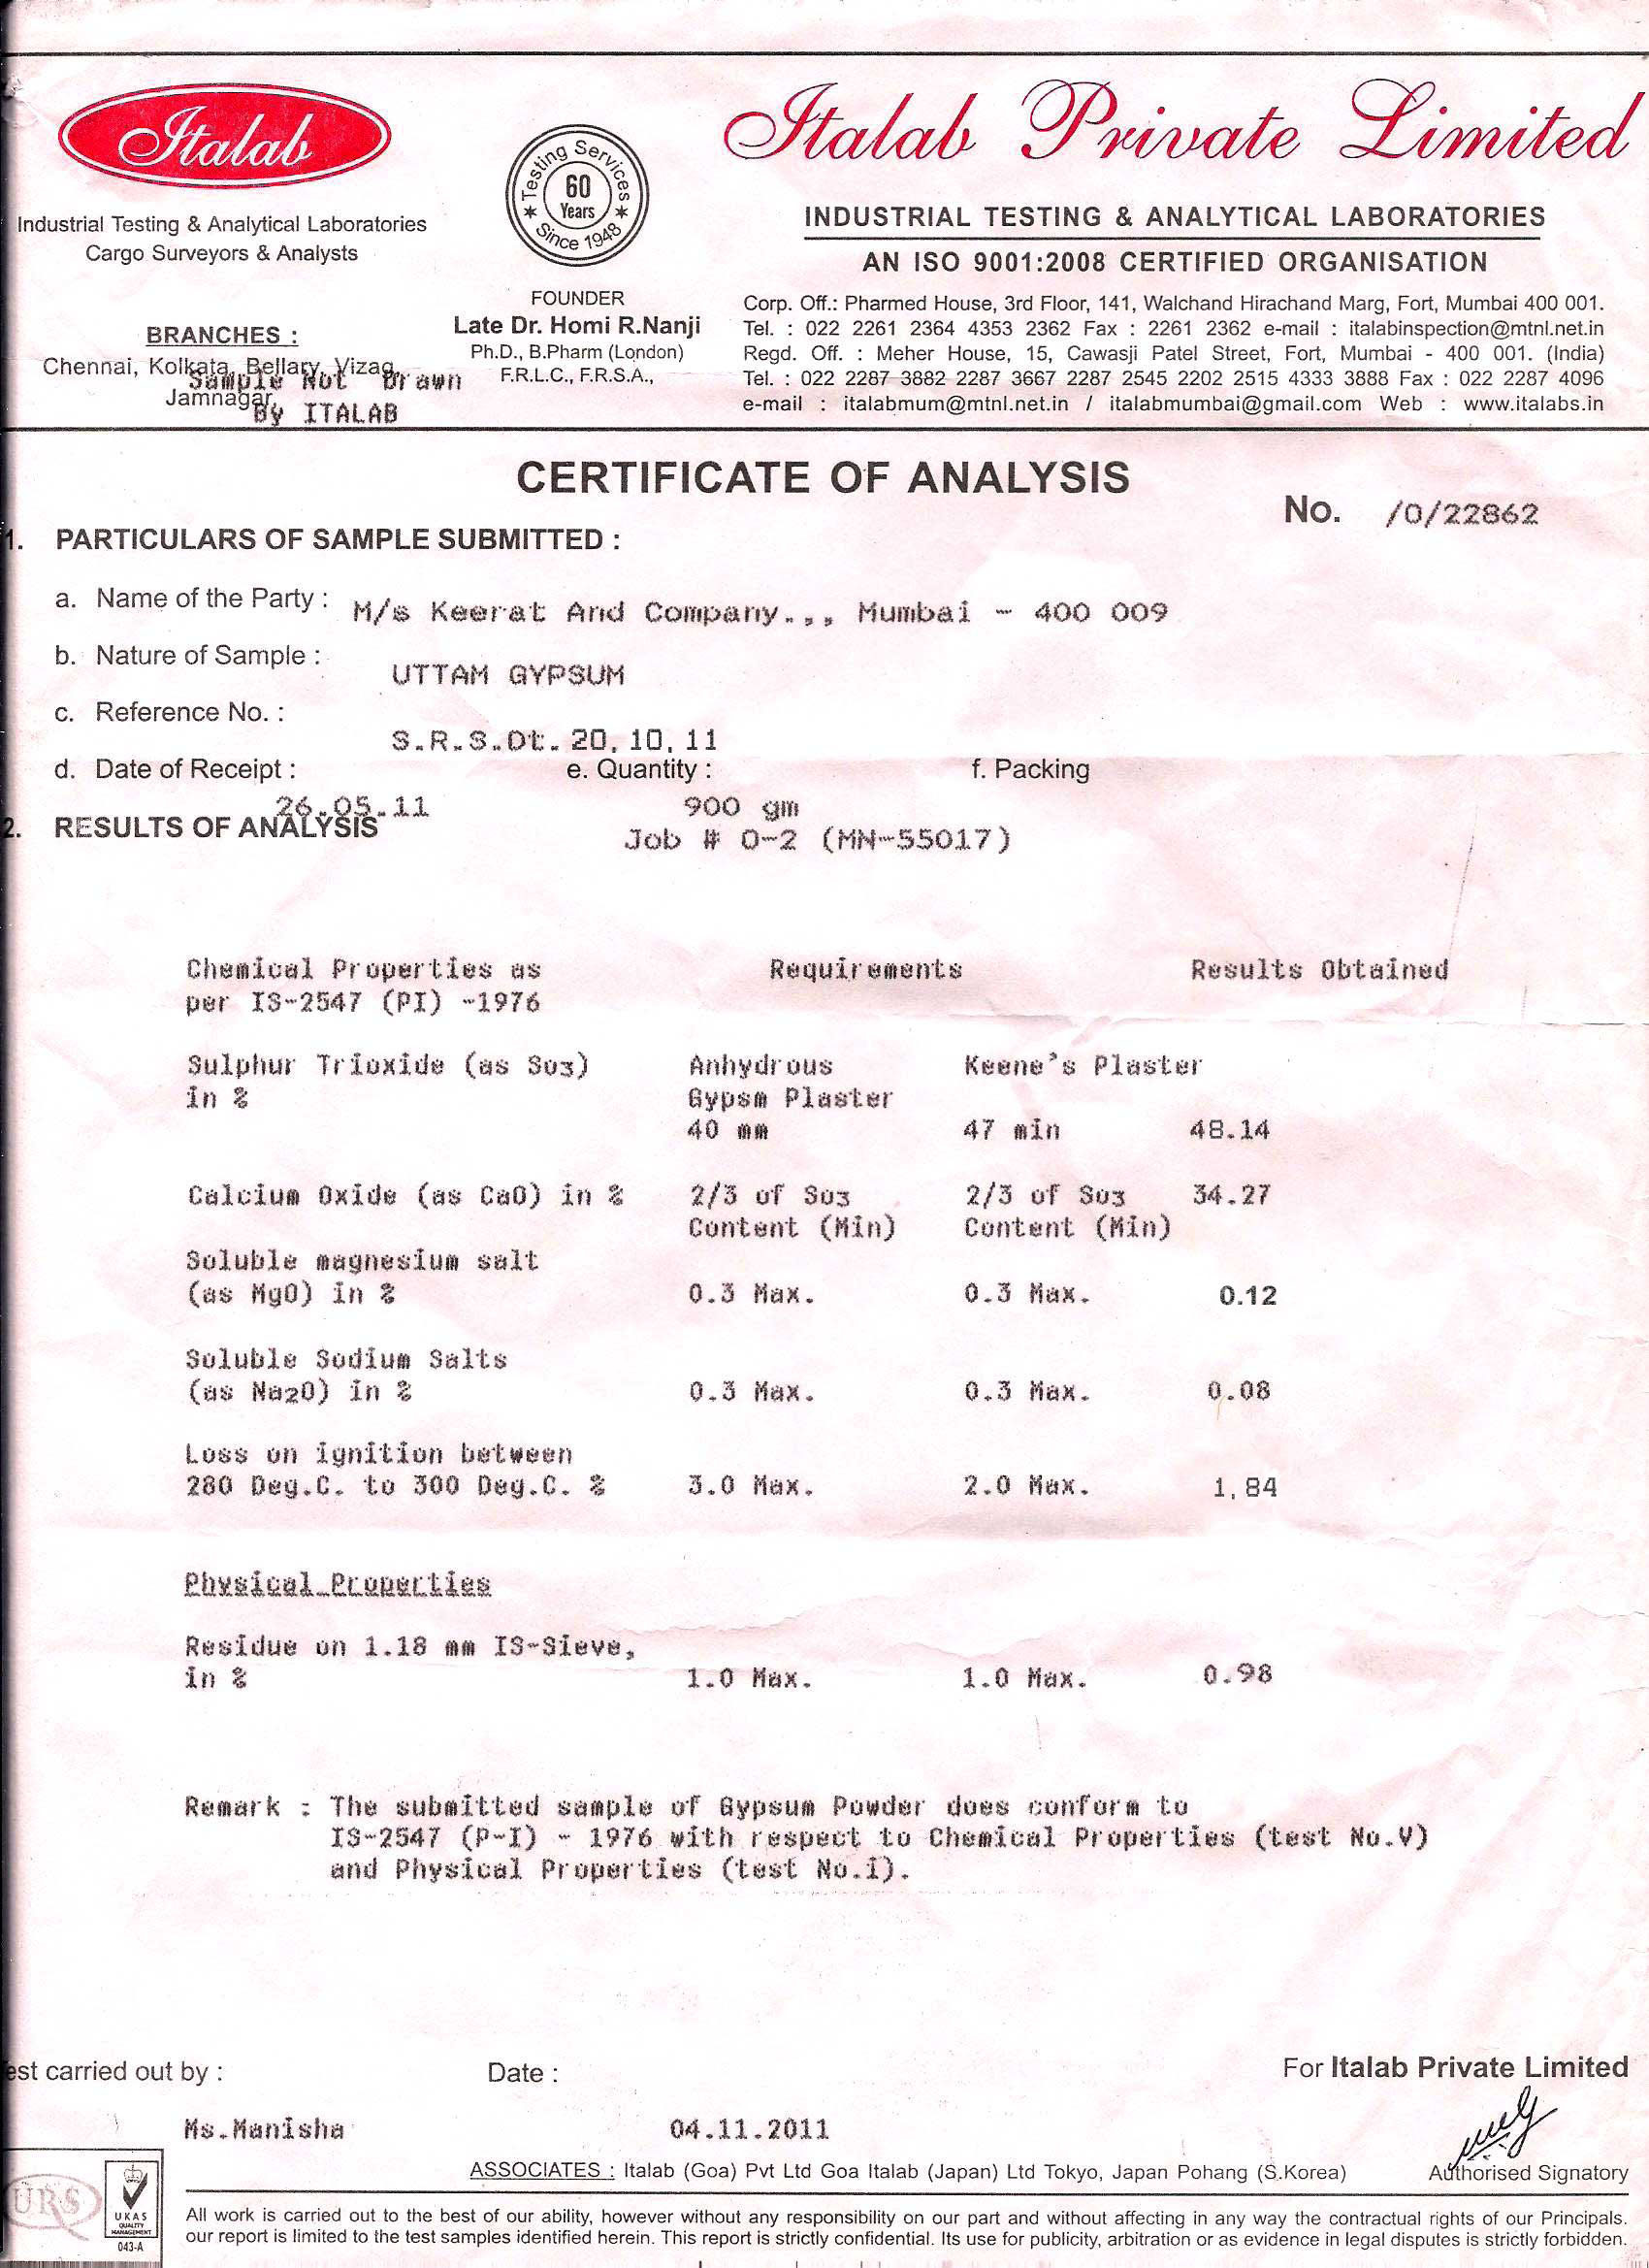 Italab
Industrial Testing & Analytical Laboratories
Cargo Surveyors & Analysts
BRANCHES :
Chennai, Kolkata, Bellary, Vizag,
Jamnagar,
Sample Not Drawn
By ITALAB
Testing Services
60
Years
Since 1948
FOUNDER
Late Dr. Homi R.Nanji
Ph.D., B.Pharm (London)
F.R.L.C., F.R.S.A.,
Italab Private Limited
INDUSTRIAL TESTING & ANALYTICAL LABORATORIES
AN ISO 9001:2008 CERTIFIED ORGANISATION
Corp. Off.: Pharmed House, 3rd Floor, 141, Walchand Hirachand Marg, Fort, Mumbai 400 001.
Tel. : 022 2261 2364 4353 2362 Fax : 2261 2362 e-mail : italabinspection@mtnl.net.in
Regd. Off. : Meher House, 15, Cawasji Patel Street, Fort, Mumbai - 400 001. (India)
Tel. : 022 2287 3882 2287 3667 2287 2545 2202 2515 4333 3888 Fax : 022 2287 4096
e-mail : italabmum@mtnl.net.in / italabmumbai@gmail.com Web : www.italabs.in
CERTIFICATE OF ANALYSIS
No. /0/22862
1. PARTICULARS OF SAMPLE SUBMITTED :
a. Name of the Party : M/s Keerat And Company.,, Mumbai - 400 009
b. Nature of Sample : UTTAM GYPSUM
c. Reference No. : S.R.S.Dt. 20, 10, 11
d. Date of Receipt : e. Quantity : f. Packing
26.05.11 900 gm
2. RESULTS OF ANALYSIS Job # 0-2 (MN-55017)
Chemical Properties as Requirements Results Obtained
per IS-2547 (PI) -1976
Sulphur Trioxide (as So3) Anhydrous Keene's Plaster
in % Gypsm Plaster
40 mm 47 min 48.14
Calcium Oxide (as CaO) in % 2/3 of So3 2/3 of So3 34.27
Content (Min) Content (Min)
Soluble magnesium salt
(as MgO) in % 0.3 Max. 0.3 Max. 0.12
Soluble Sodium Salts
(as Na2O) in % 0.3 Max. 0.3 Max. 0.08
Loss on ignition between
280 Deg.C. to 300 Deg.C. % 3.0 Max. 2.0 Max. 1, 84
Physical Properties
Residue on 1.18 mm IS-Sieve,
in % 1.0 Max. 1.0 Max. 0.98
Remark : The submitted sample of Gypsum Powder does conform to
IS-2547 (P-I) - 1976 with respect to Chemical Properties (test No.V)
and Physical Properties (test No.i).
est carried out by : Date : For Italab Private Limited
Ms.Manisha 04.11.2011
ASSOCIATES : Italab (Goa) Pvt Ltd Goa Italab (Japan) Ltd Tokyo, Japan Pohang (S.Korea) Authorised Signatory
URS
UKAS
QUALITY
MANAGEMENT
043-A
All work is carried out to the best of our ability, however without any responsibility on our part and without affecting in any way the contractual rights of our Principals.
our report is limited to the test samples identified herein. This report is strictly confidential. Its use for publicity, arbitration or as evidence in legal disputes is strictly forbidden.